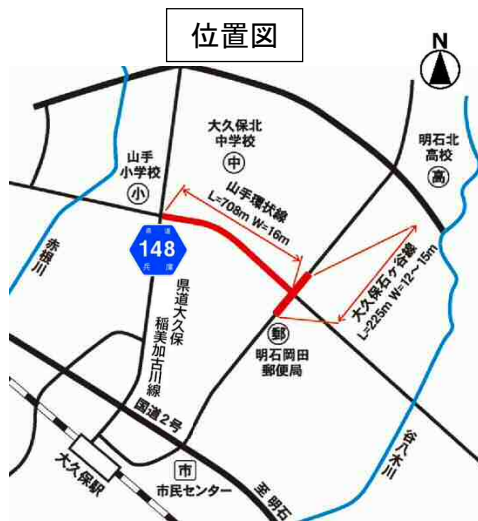 位置図
N
大久保北
中学校
中
明石北
高校
高
山手
小学校
小
山手環状線
L=708m W=16m
県道
148
兵庫
赤根川
大久保石ヶ谷線
L=225m W=12～15m
県道大久保
稲美加古川線
郵
明石岡田
郵便局
国道2号
谷八木川
大久保駅
市
市民センター
至 明石